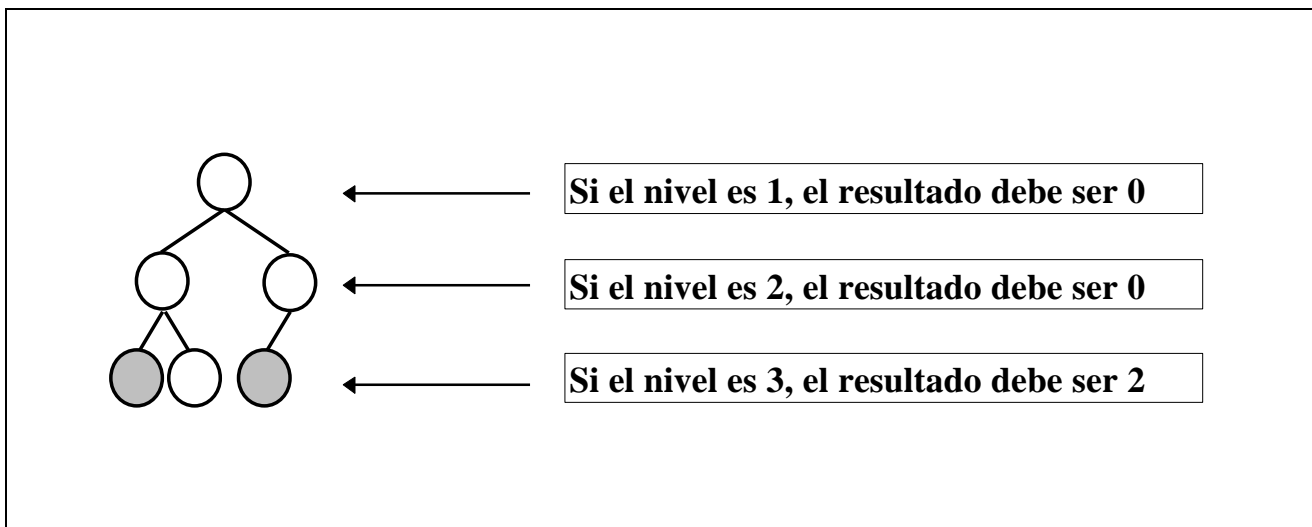 Si el nivel es 1, el resultado debe ser 0
Si el nivel es 2, el resultado debe ser 0
Si el nivel es 3, el resultado debe ser 2